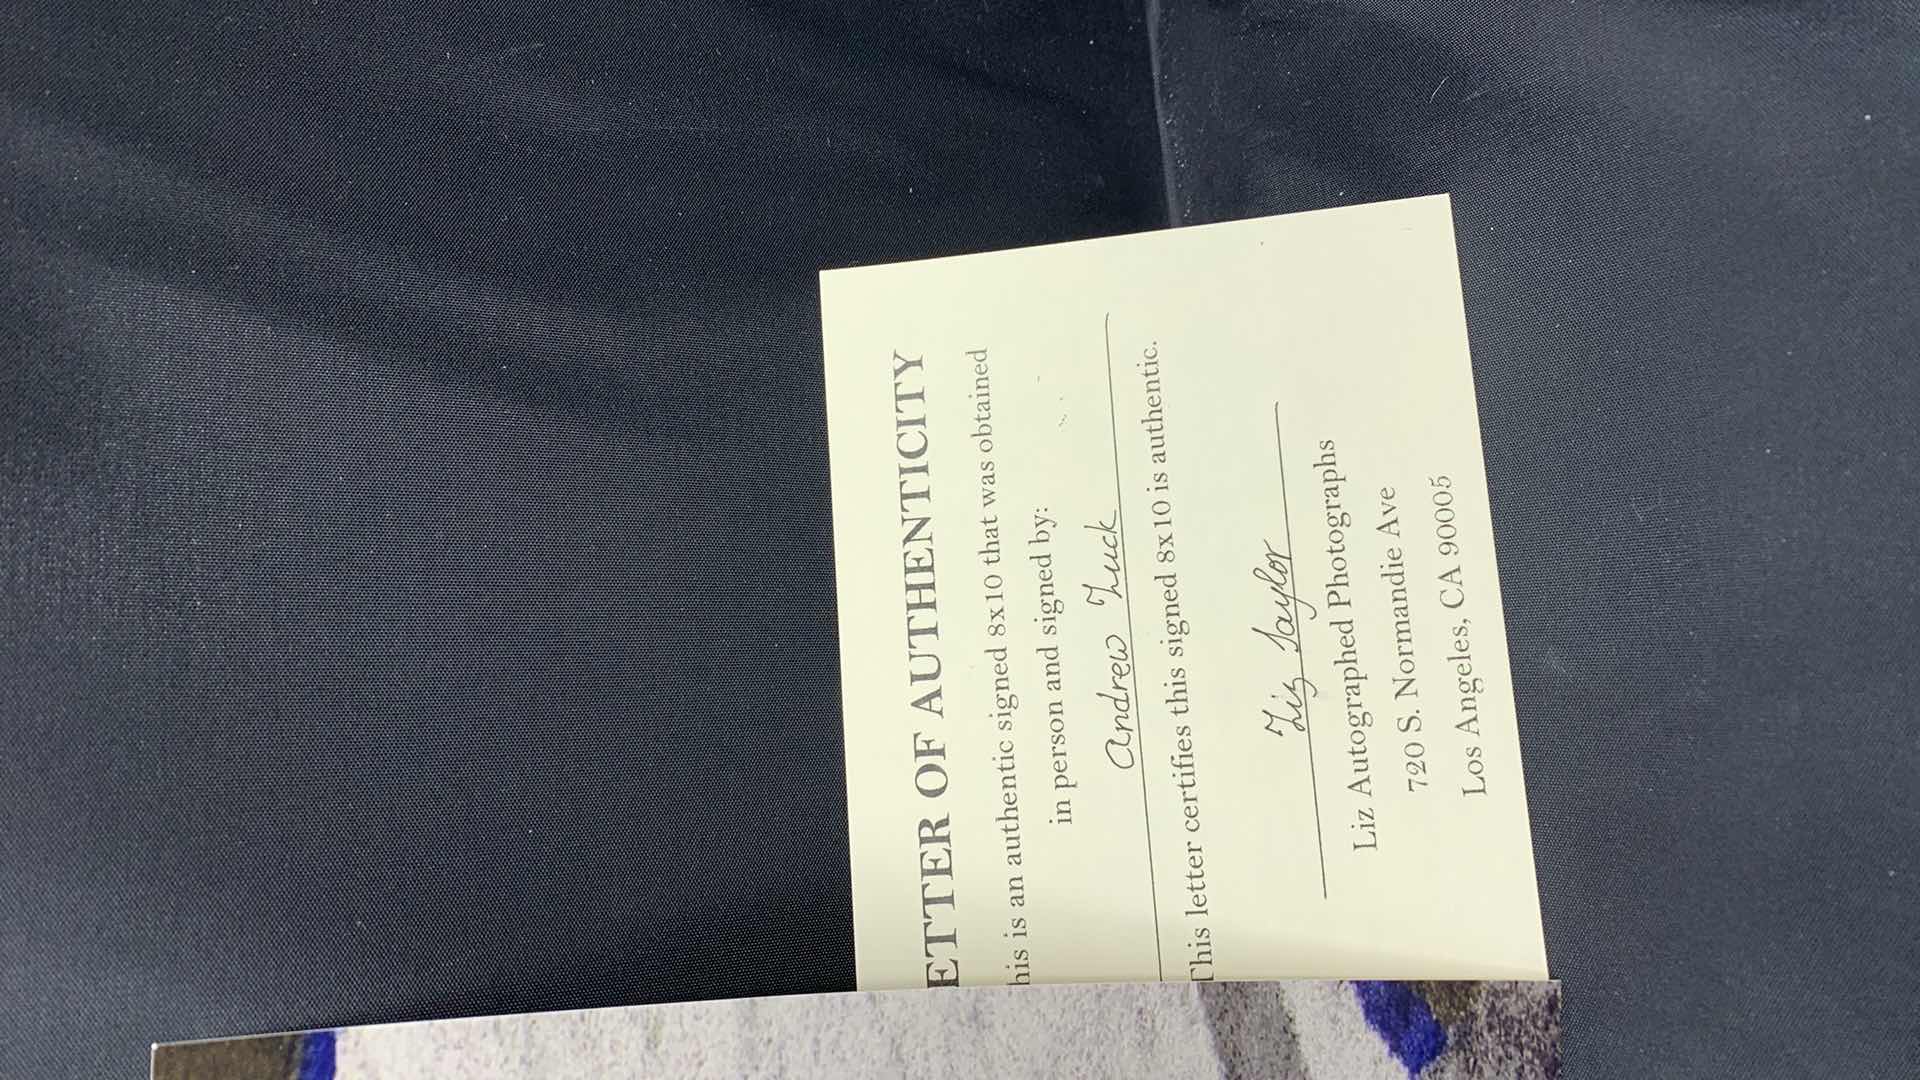 ETTER OF AUTHENTICITY
his is an authentic signed 8x10 that was obtained
in person and signed by:
Andrew Luck
This letter certifies this signed 8x10 is authentic.
Liz Taylor
Liz Autographed Photographs
720 S. Normandie Ave
Los Angeles, CA 90005